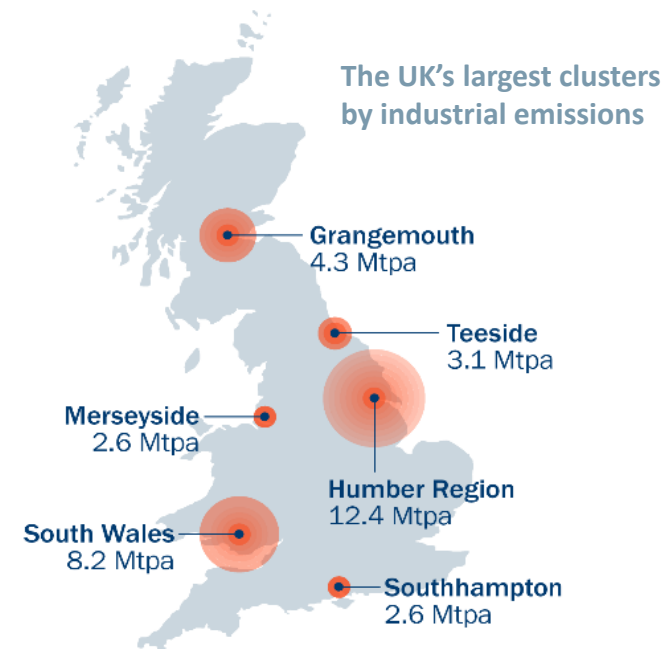 The UK’s largest clusters
by industrial emissions
Grangemouth
4.3 Mtpa
Teeside
3.1 Mtpa
Merseyside
2.6 Mtpa
Humber Region
12.4 Mtpa
South Wales
8.2 Mtpa
Southhampton
2.6 Mtpa